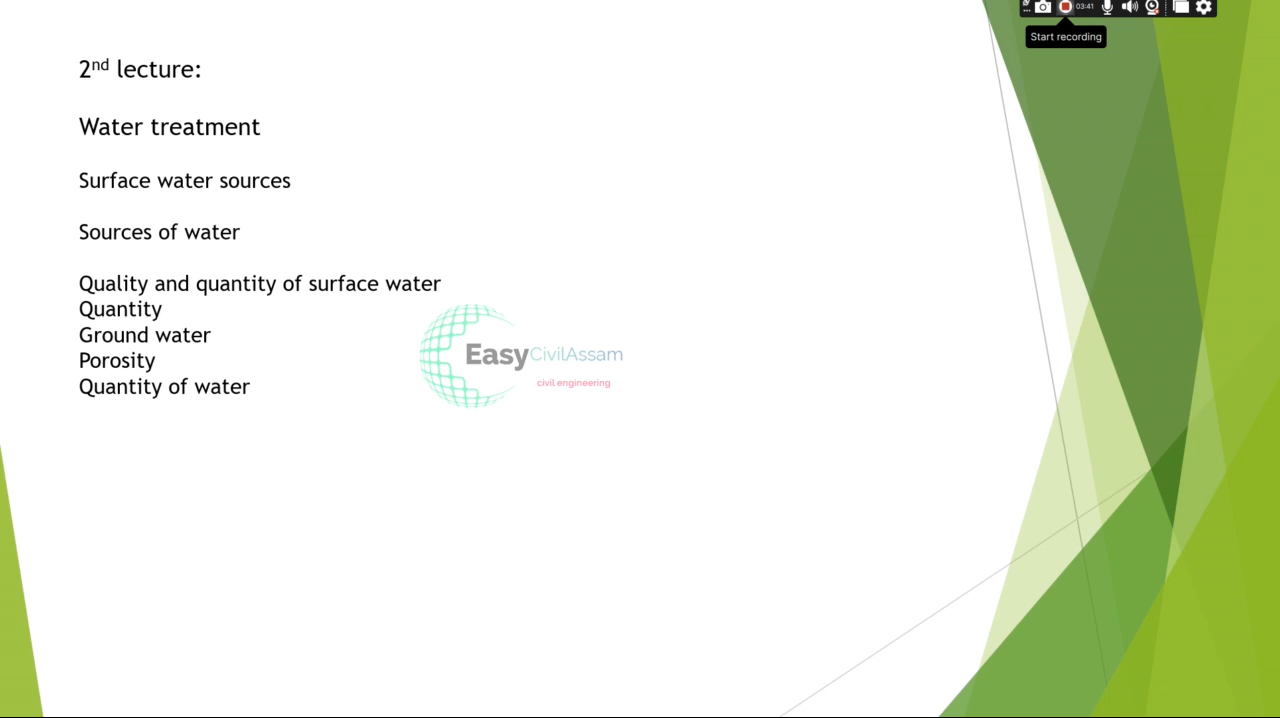 03:41
Start recording
2nd lecture:
Water treatment
Surface water sources
Sources of water
Quality and quantity of surface water
Quantity
Ground water
Porosity
Quantity of water
EasyCivilAssam
civil engineering